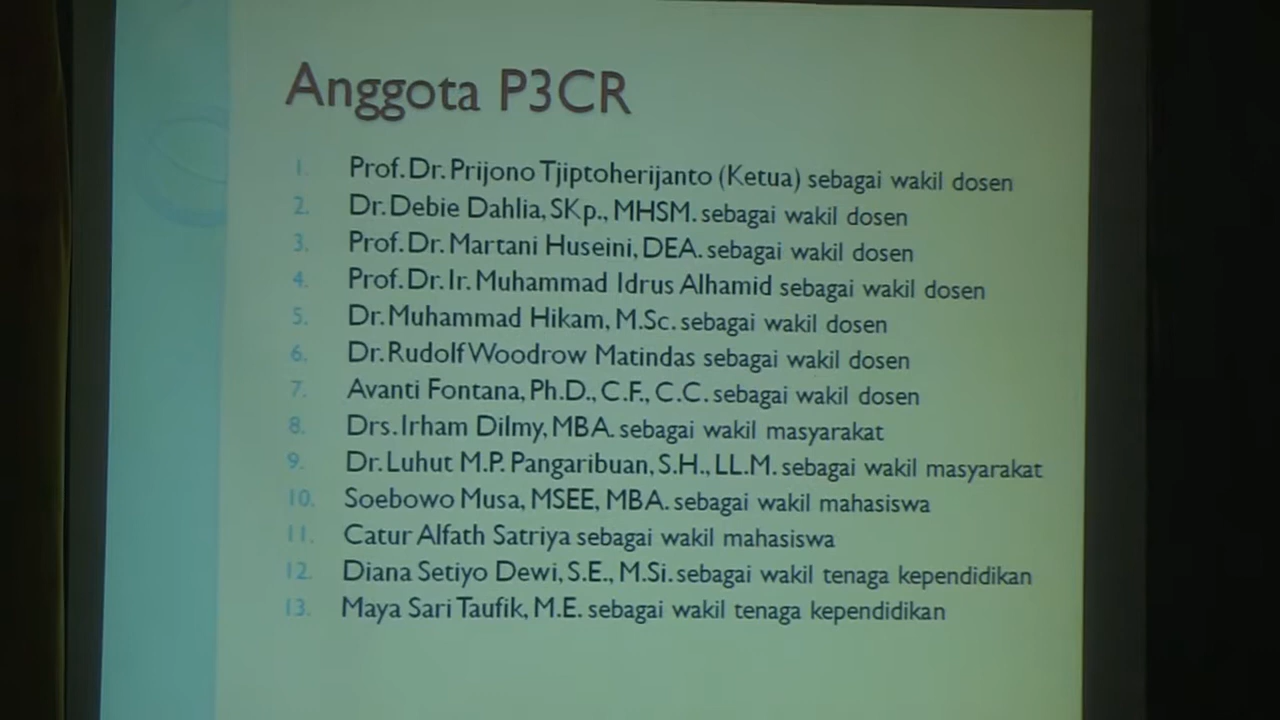 Anggota P3CR
1. Prof. Dr. Prijono Tjiptoherijanto (Ketua) sebagai wakil dosen
2. Dr. Debie Dahlia, SKp., MHSM. sebagai wakil dosen
3. Prof. Dr. Martani Huseini, DEA. sebagai wakil dosen
4. Prof. Dr. Ir. Muhammad Idrus Alhamid sebagai wakil dosen
5. Dr. Muhammad Hikam, M.Sc. sebagai wakil dosen
6. Dr. Rudolf Woodrow Matindas sebagai wakil dosen
7. Avanti Fontana, Ph.D., C.F., C.C. sebagai wakil dosen
8. Drs. Irham Dilmy, MBA. sebagai wakil masyarakat
9. Dr. Luhut M.P. Pangaribuan, S.H., LL.M. sebagai wakil masyarakat
10. Soebowo Musa, MSEE, MBA. sebagai wakil mahasiswa
11. Catur Alfath Satriya sebagai wakil mahasiswa
12. Diana Setiyo Dewi, S.E., M.Si. sebagai wakil tenaga kependidikan
13. Maya Sari Taufik, M.E. sebagai wakil tenaga kependidikan